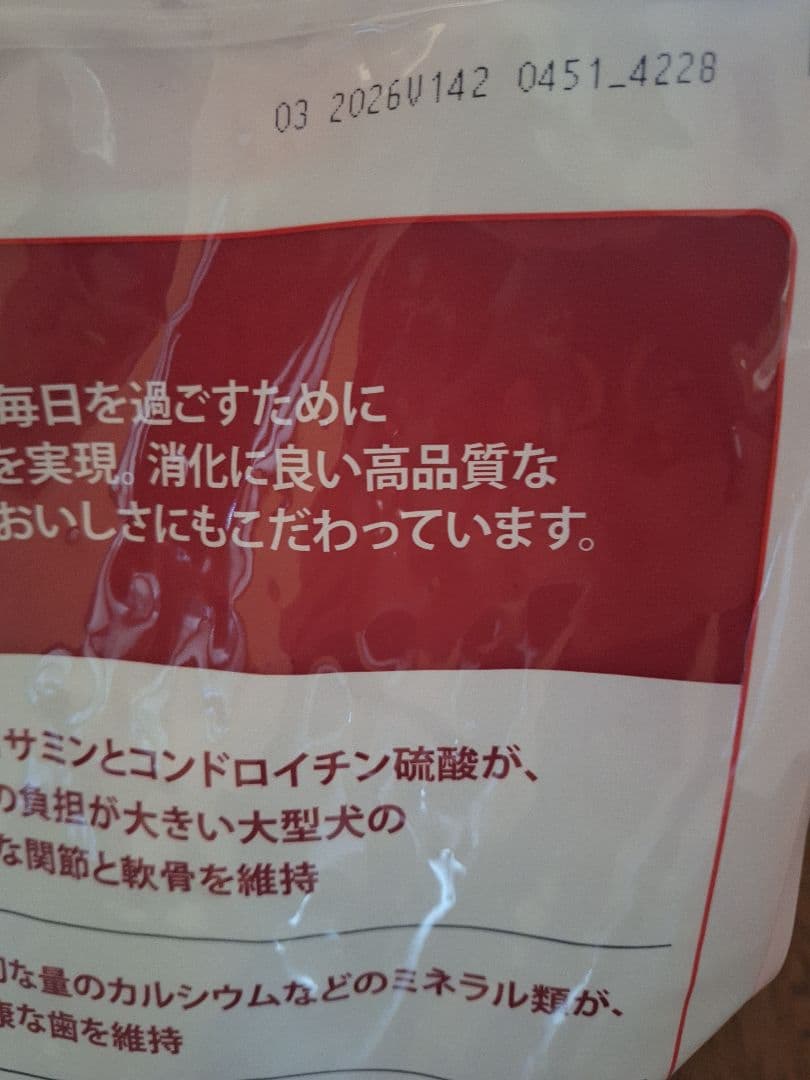 03 2026V142 0451_4228
毎日を過ごすために
を実現。消化に良い高品質な
おいしさにもこだわっています。
サミンとコンドロイチン硫酸が、
の負担が大きい大型犬の
な関節と軟骨を維持
な量のカルシウムなどのミネラル類が、
康な歯を維持